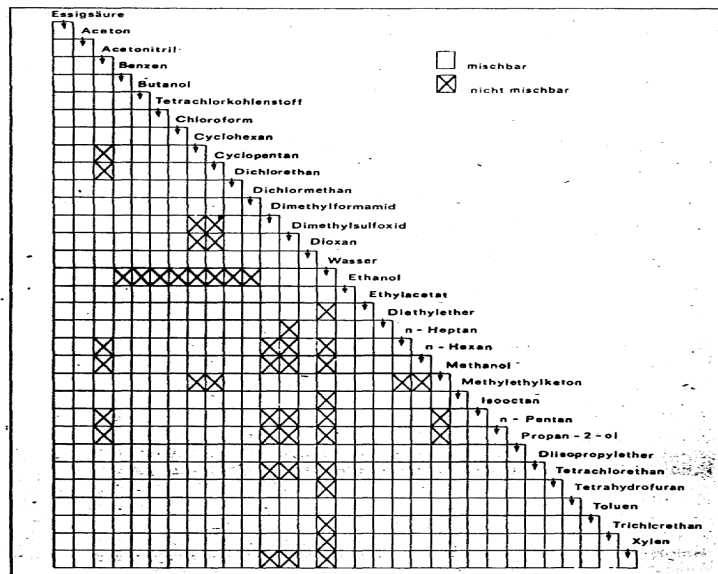 Essigsäure
Aceton
Acetonitril
Benzen
Butanol
Tetrachlorkohlenstoff
Chloroform
Cyclohexan
Cyclopentan
Dichlorethan
Dichlormethan
Dimethylformamid
Dimethylsulfoxid
Dioxan
Wasser
Ethanol
Ethylacetat
Diethylether
n-Heptan
n-Hexan
Methanol
Methylethylketon
Isooctan
n-Pentan
Propan-2-ol
Diisopropylether
Tetrachlorethan
Tetrahydrofuran
Toluen
Trichlcrethan
Xylen
mischbar
nicht mischbar